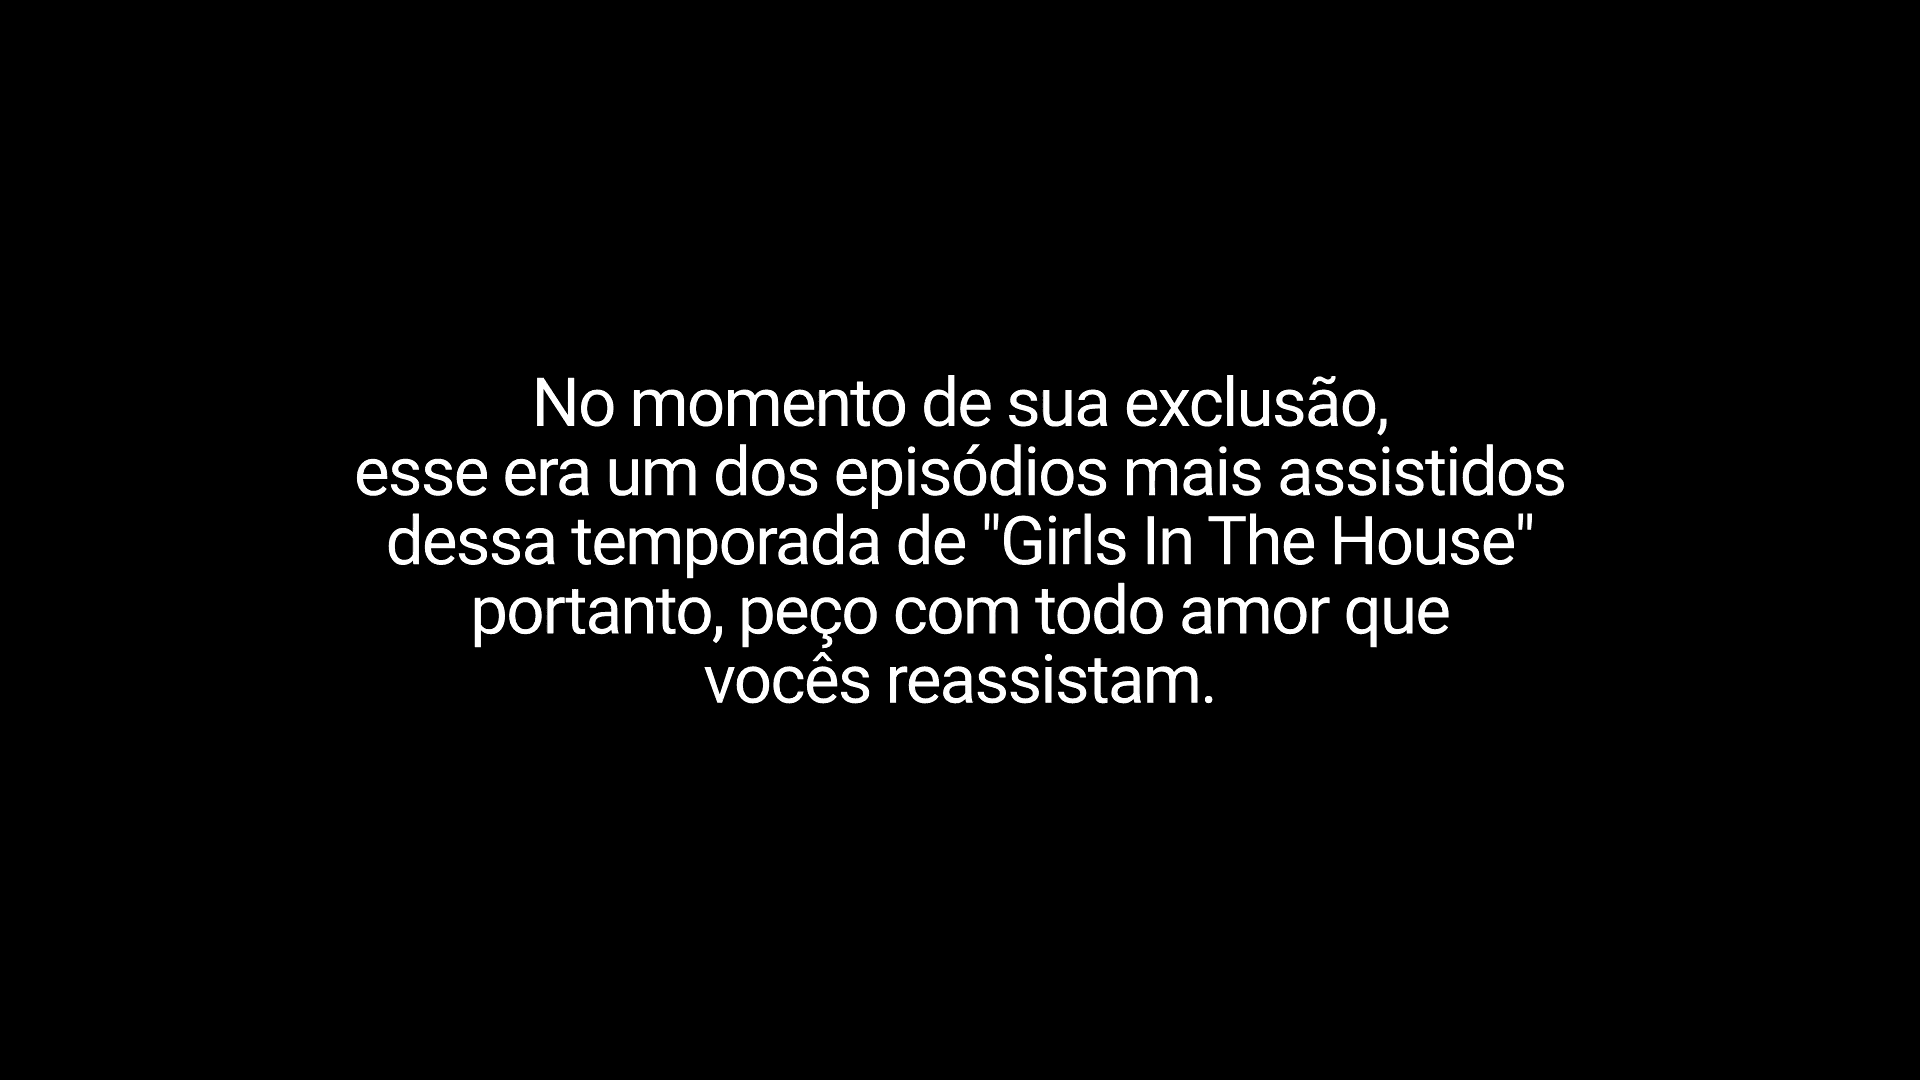 No momento de sua exclusão,
esse era um dos episódios mais assistidos
dessa temporada de "Girls In The House"
portanto, peço com todo amor que
vocês reassistam.